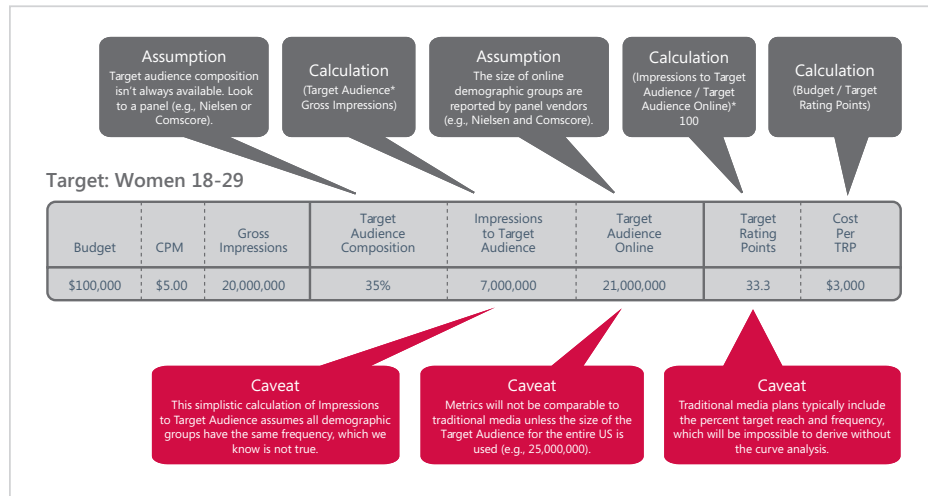 Assumption
Target audience composition
isn't always available. Look
to a panel (e.g., Nielsen or
Comscore).
Calculation
(Target Audience*
Gross Impressions)
Assumption
The size of online
demographic groups are
reported by panel vendors
(e.g., Nielsen and Comscore).
Calculation
(Impressions to Target
Audience / Target
Audience Online)*
100
Calculation
(Budget / Target
Rating Points)
Target: Women 18-29
Budget
CPM
Gross
Impressions
Target
Audience
Composition
Impressions
to Target
Audience
Target
Audience
Online
Target
Rating
Points
Cost
Per
TRP
$100,000
$5.00
20,000,000
35%
7,000,000
21,000,000
33.3
$3,000
Caveat
This simplistic calculation of Impressions
to Target Audience assumes all demographic
groups have the same frequency, which we
know is not true.
Caveat
Metrics will not be comparable to
traditional media unless the size of the
Target Audience for the entire US is
used (e.g., 25,000,000).
Caveat
Traditional media plans typically include
the percent target reach and frequency,
which will be impossible to derive without
the curve analysis.